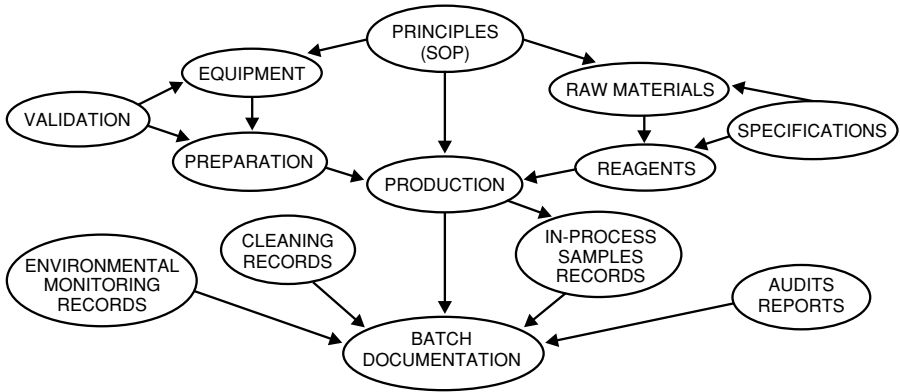 PRINCIPLES
(SOP)
EQUIPMENT
RAW MATERIALS
VALIDATION
SPECIFICATIONS
PREPARATION
REAGENTS
PRODUCTION
CLEANING
RECORDS
IN-PROCESS
SAMPLES
RECORDS
ENVIRONMENTAL
MONITORING
RECORDS
AUDITS
REPORTS
BATCH
DOCUMENTATION